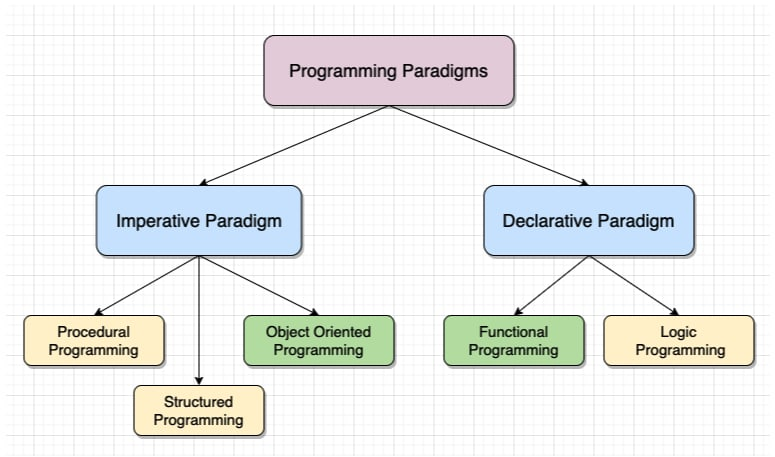 Programming Paradigms
Imperative Paradigm
Declarative Paradigm
Procedural
Programming
Object Oriented
Programming
Functional
Programming
Logic
Programming
Structured
Programming